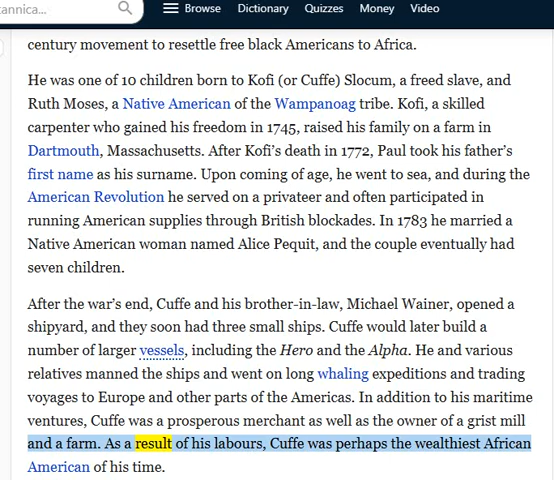 annica...
Browse
Dictionary
Quizzes
Money
Video
century movement to resettle free black Americans to Africa.
He was one of 10 children born to Kofi (or Cuffe) Slocum, a freed slave, and
Ruth Moses, a Native American of the Wampanoag tribe. Kofi, a skilled
carpenter who gained his freedom in 1745, raised his family on a farm in
Dartmouth, Massachusetts. After Kofi’s death in 1772, Paul took his father’s
first name as his surname. Upon coming of age, he went to sea, and during the
American Revolution he served on a privateer and often participated in
running American supplies through British blockades. In 1783 he married a
Native American woman named Alice Pequit, and the couple eventually had
seven children.
After the war’s end, Cuffe and his brother-in-law, Michael Wainer, opened a
shipyard, and they soon had three small ships. Cuffe would later build a
number of larger vessels, including the Hero and the Alpha. He and various
relatives manned the ships and went on long whaling expeditions and trading
voyages to Europe and other parts of the Americas. In addition to his maritime
ventures, Cuffe was a prosperous merchant as well as the owner of a grist mill
and a farm. As a result of his labours, Cuffe was perhaps the wealthiest African
American of his time.